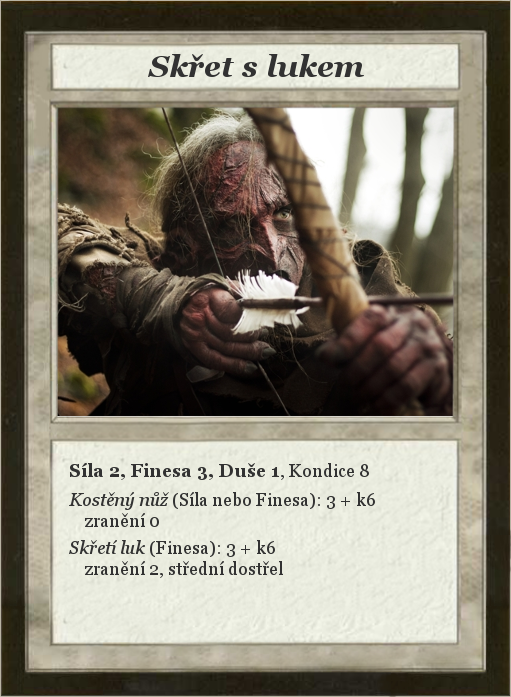 Skřet s lukem
Síla 2, Finesa 3, Duše 1, Kondice 8
Kostěný nůž (Síla nebo Finesa): 3 + k6
zranění 0
Skřetí luk (Finesa): 3 + k6
zranění 2, střední dostřel